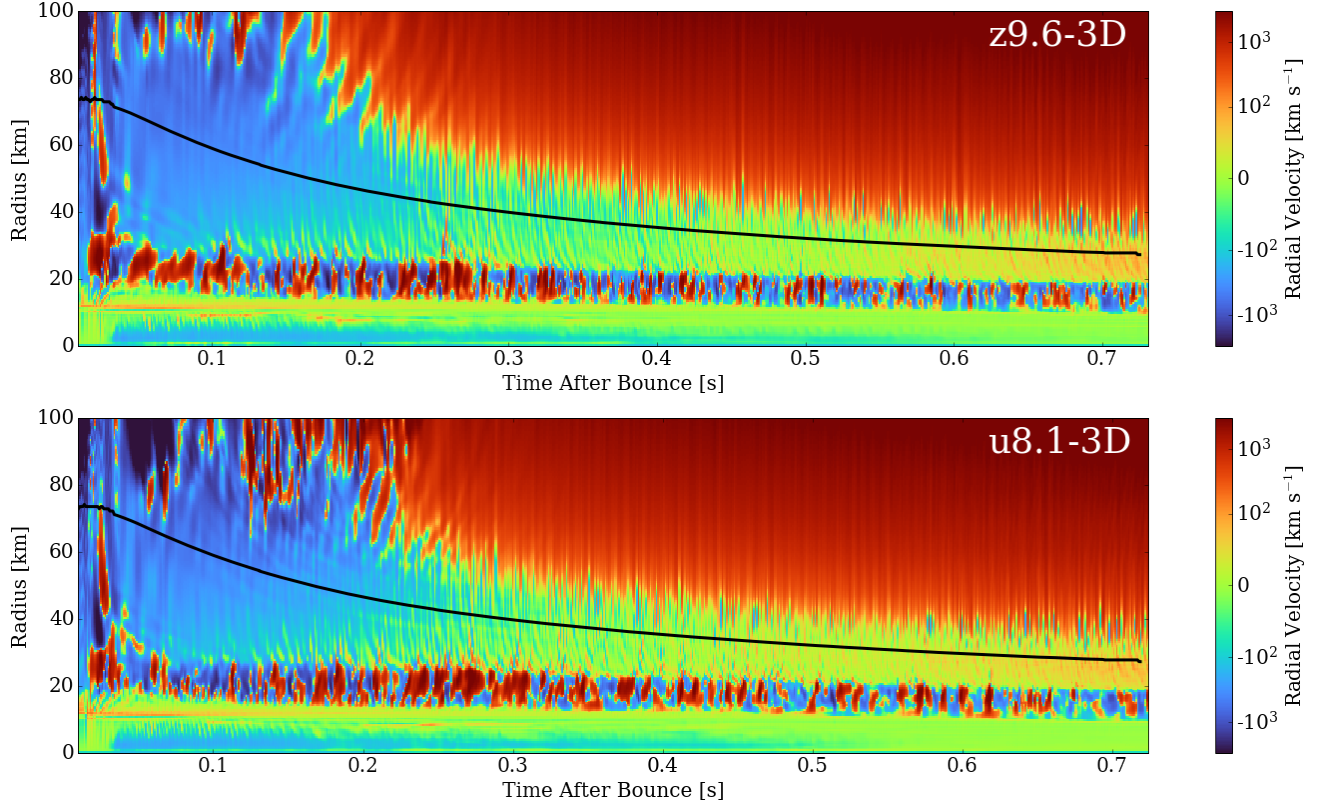 z9.6-3D
100
80
60
40
20
0
Radius [km]
0.1 0.2 0.3 0.4 0.5 0.6 0.7
Time After Bounce [s]
10³
10²
0
-10²
-10³
Radial Velocity [km s⁻¹]
u8.1-3D
100
80
60
40
20
0
Radius [km]
0.1 0.2 0.3 0.4 0.5 0.6 0.7
Time After Bounce [s]
10³
10²
0
-10²
-10³
Radial Velocity [km s⁻¹]